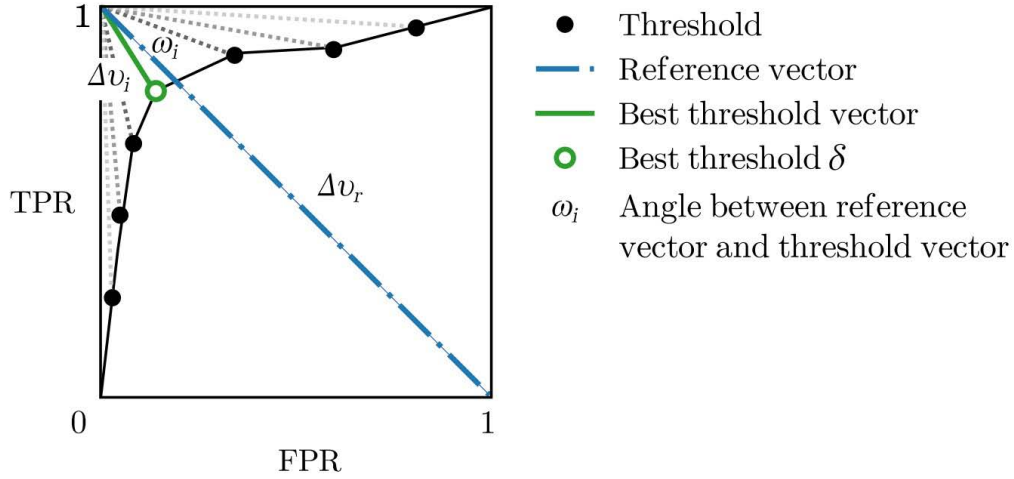 1
ωᵢ
Δυᵢ
Δυᵣ
TPR
0
1
FPR
Threshold
Reference vector
Best threshold vector
Best threshold δ
ωᵢ Angle between reference
vector and threshold vector